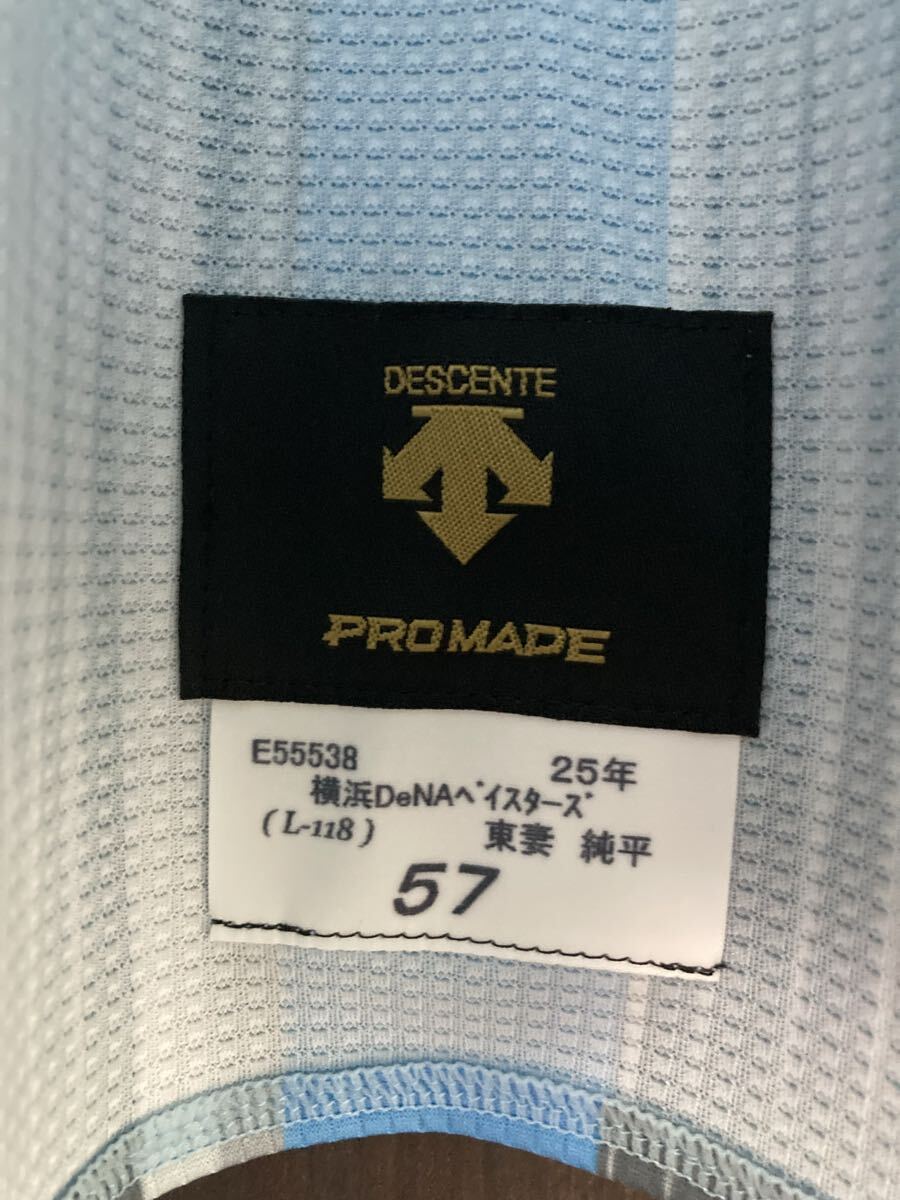 DESCENTE
PROMADE
E55538 25年
横浜DeNAベイスターズ
(L-118) 東妻 純平
57